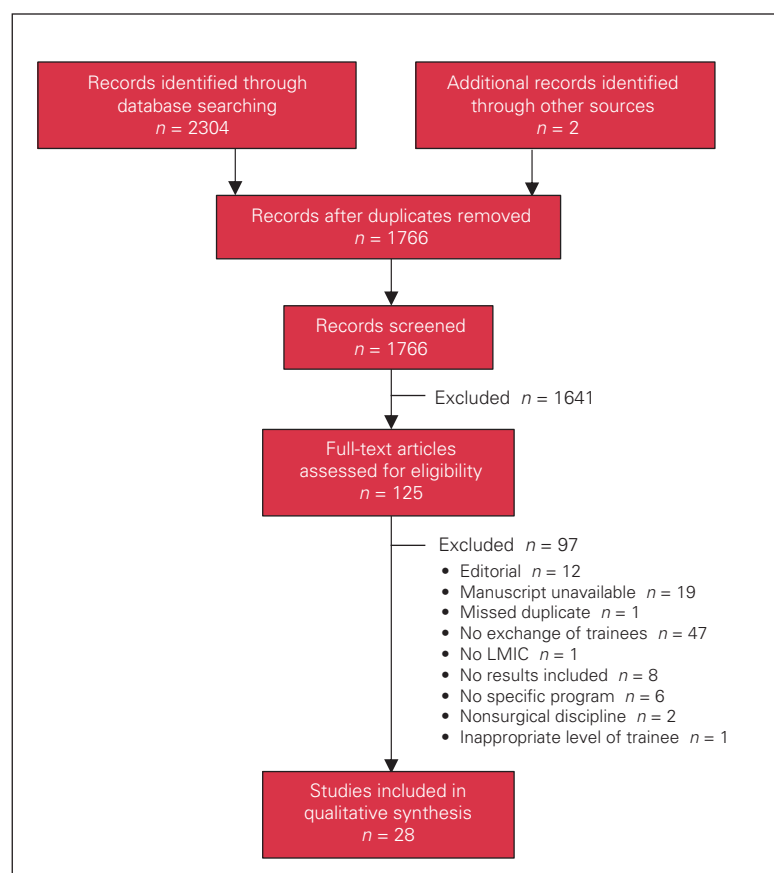 Records identified through
database searching
n = 2304
Additional records identified
through other sources
n = 2
Records after duplicates removed
n = 1766
Records screened
n = 1766
Excluded n = 1641
Full-text articles
assessed for eligibility
n = 125
Excluded n = 97
• Editorial n = 12
• Manuscript unavailable n = 19
• Missed duplicate n = 1
• No exchange of trainees n = 47
• No LMIC n = 1
• No results included n = 8
• No specific program n = 6
• Nonsurgical discipline n = 2
• Inappropriate level of trainee n = 1
Studies included in
qualitative synthesis
n = 28